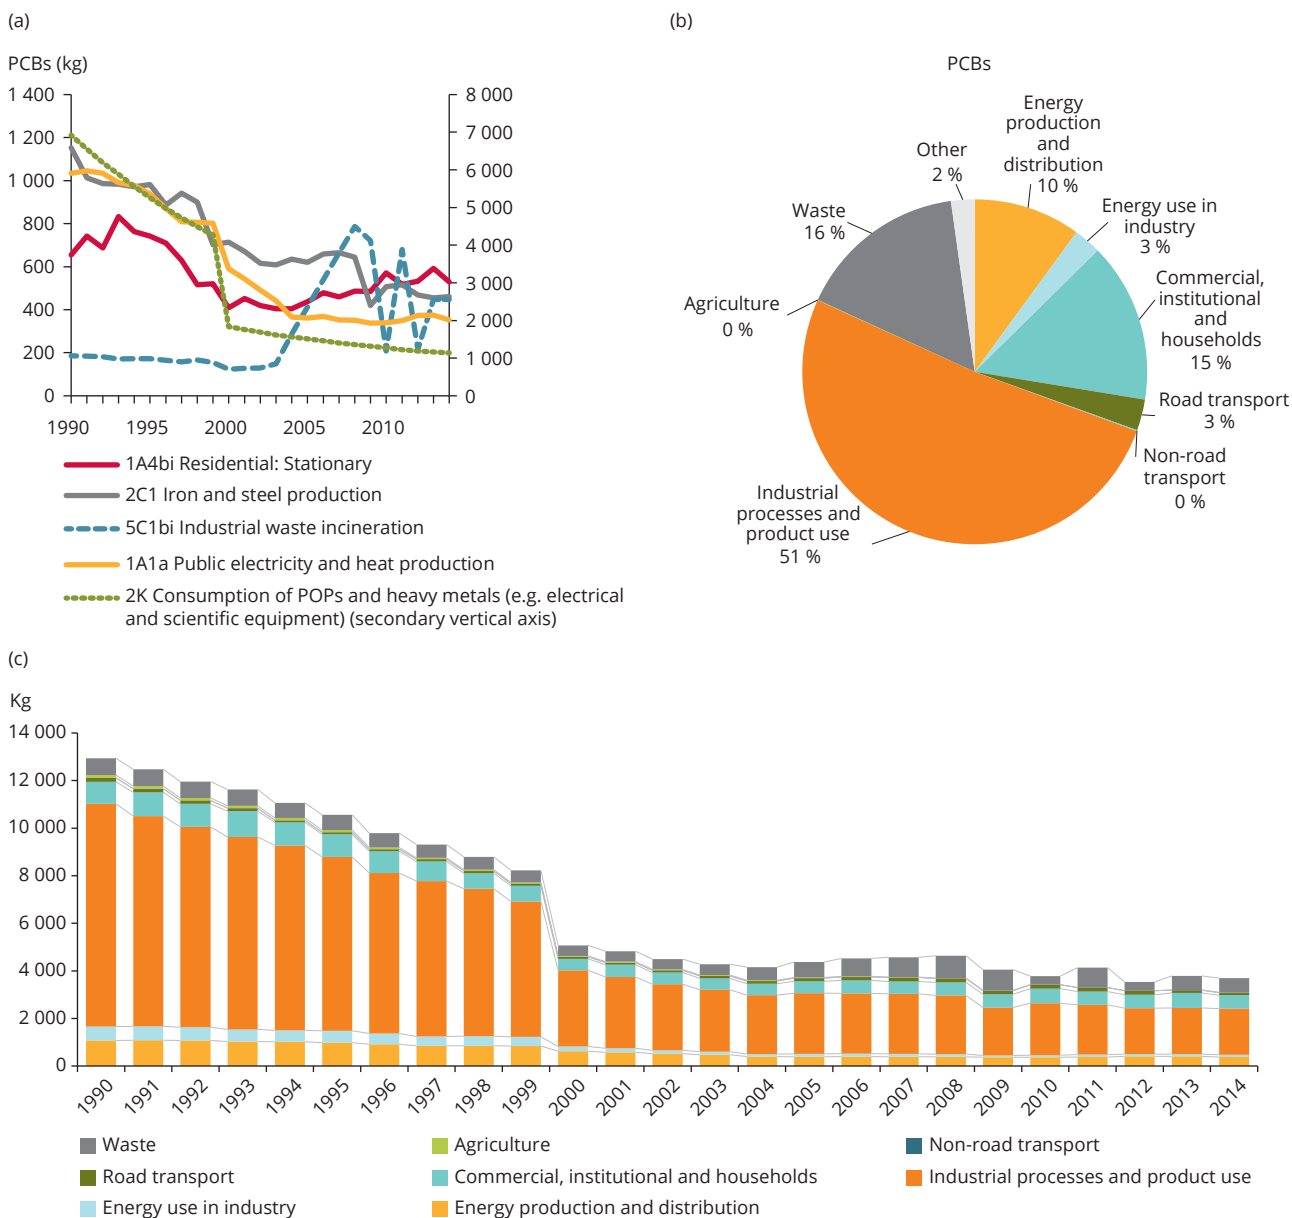 (a)
PCBs (kg)
1 400
1 200
1 000
800
600
400
200
0
8 000
7 000
6 000
5 000
4 000
3 000
2 000
1 000
0
1990 1995 2000 2005 2010
1A4bi Residential: Stationary
2C1 Iron and steel production
5C1bi Industrial waste incineration
1A1a Public electricity and heat production
2K Consumption of POPs and heavy metals (e.g. electrical
and scientific equipment) (secondary vertical axis)
(b)
PCBs
Energy
production
and
distribution
10 %
Energy use in
industry
3 %
Commercial,
institutional
and
households
15 %
Road transport
3 %
Non-road
transport
0 %
Industrial
processes and
product use
51 %
Agriculture
0 %
Waste
16 %
Other
2 %
(c)
Kg
14 000
12 000
10 000
8 000
6 000
4 000
2 000
0
1990 1991 1992 1993 1994 1995 1996 1997 1998 1999 2000 2001 2002 2003 2004 2005 2006 2007 2008 2009 2010 2011 2012 2013 2014
Waste Agriculture Non-road transport
Road transport Commercial, institutional and households Industrial processes and product use
Energy use in industry Energy production and distribution